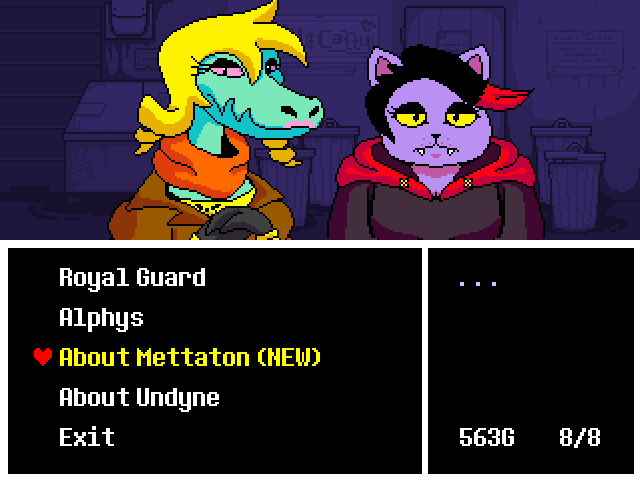 Royal Guard
Alphys
About Mettaton (NEW)
About Undyne
Exit
...
563G 8/8